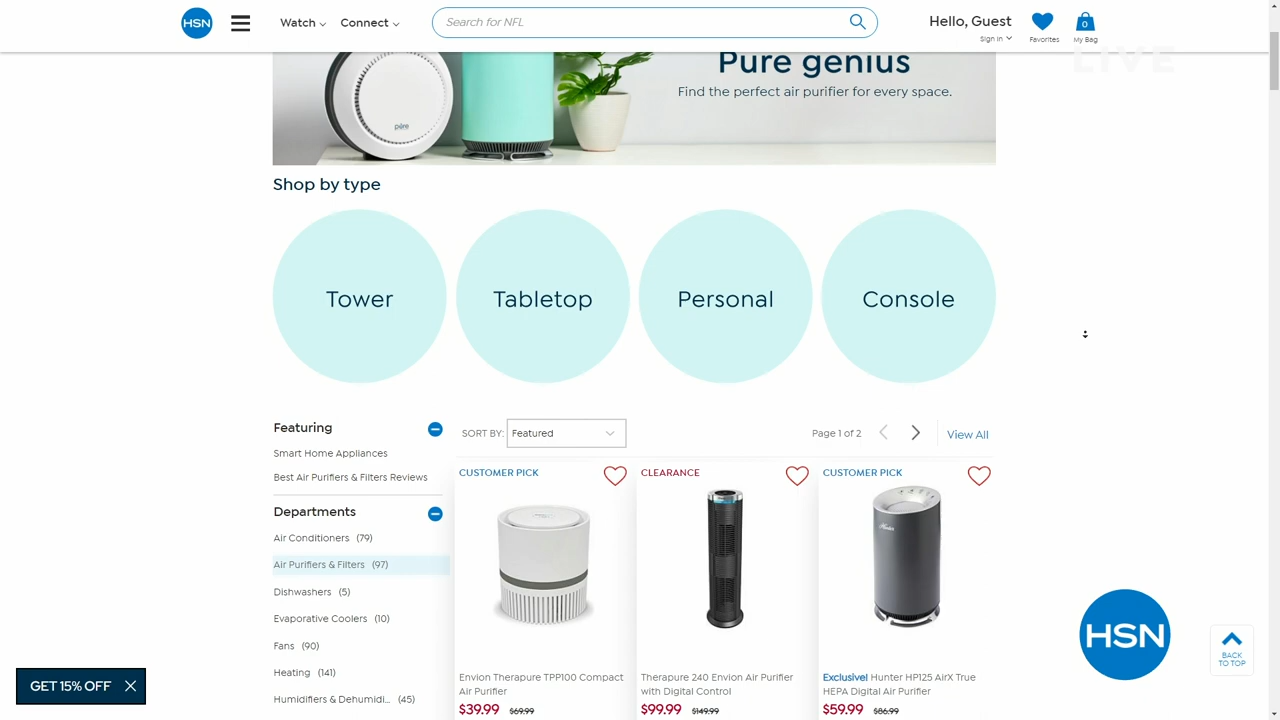 HSN
Watch
Connect
Search for NFL
Hello, Guest
Sign In
Favorites
0
My Bag
LIVE
Pure genius
Find the perfect air purifier for every space.
pure
Shop by type
Tower
Tabletop
Personal
Console
Featuring
Smart Home Appliances
Best Air Purifiers & Filters Reviews
Departments
Air Conditioners (79)
Air Purifiers & Filters (97)
Dishwashers (5)
Evaporative Coolers (10)
Fans (90)
Heating (141)
Humidifiers & Dehumidi... (45)
SORT BY: Featured
Page 1 of 2
View All
CUSTOMER PICK
Envion Therapure TPP100 Compact
Air Purifier
$39.99 $69.99
CLEARANCE
Therapure 240 Envion Air Purifier
with Digital Control
$99.99 $149.99
CUSTOMER PICK
Hunter
Exclusive! Hunter HP125 AirX True
HEPA Digital Air Purifier
$59.99 $86.99
HSN
BACK
TO TOP
GET 15% OFF